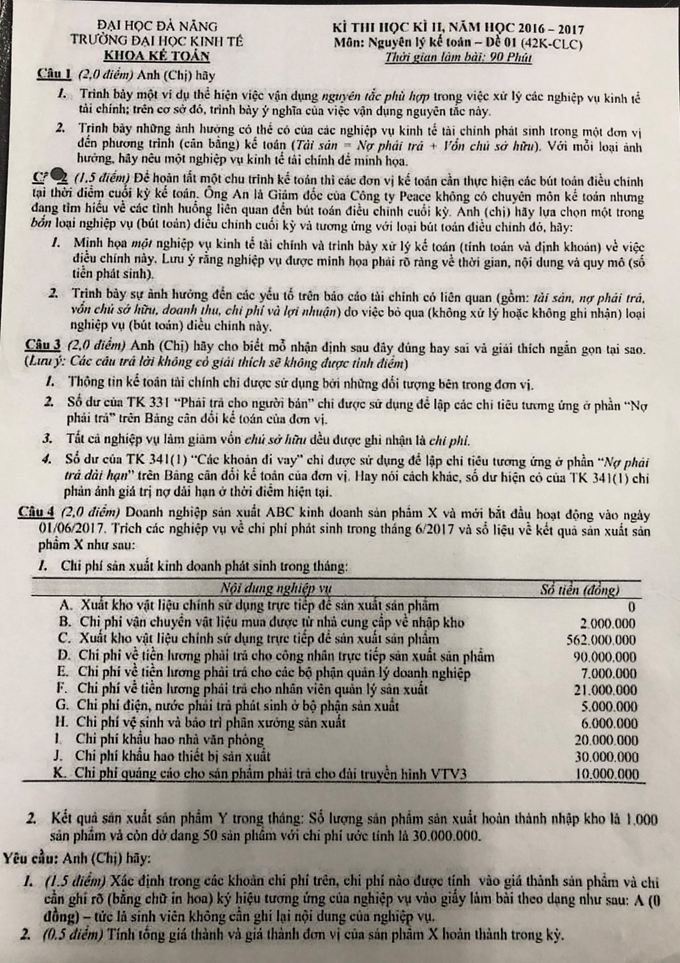 ĐẠI HỌC ĐÀ NẴNG
TRƯỜNG ĐẠI HỌC KINH TẾ
KHOA KẾ TOÁN
KÌ THI HỌC KÌ II, NĂM HỌC 2016 – 2017
Môn: Nguyên lý kế toán – Đề 01 (42K-CLC)
Thời gian làm bài: 90 Phút
Câu 1 (2,0 điểm) Anh (Chị) hãy
1. Trình bày một ví dụ thể hiện việc vận dụng nguyên tắc phù hợp trong việc xử lý các nghiệp vụ kinh tế
tài chính; trên cơ sở đó, trình bày ý nghĩa của việc vận dụng nguyên tắc này.
2. Trình bày những ảnh hưởng có thể có của các nghiệp vụ kinh tế tài chính phát sinh trong một đơn vị
đến phương trình (cân bằng) kế toán (Tài sản = Nợ phải trả + Vốn chủ sở hữu). Với mỗi loại ảnh
hưởng, hãy nêu một nghiệp vụ kinh tế tài chính để minh họa.
2 (1,5 điểm) Để hoàn tất một chu trình kế toán thì các đơn vị kế toán cần thực hiện các bút toán điều chỉnh
tại thời điểm cuối kỳ kế toán. Ông An là Giám đốc của Công ty Peace không có chuyên môn kế toán nhưng
đang tìm hiểu về các tình huống liên quan đến bút toán điều chỉnh cuối kỳ. Anh (chị) hãy lựa chọn một trong
bốn loại nghiệp vụ (bút toán) điều chỉnh cuối kỳ và tương ứng với loại bút toán điều chỉnh đó, hãy:
1. Minh họa một nghiệp vụ kinh tế tài chính và trình bày xử lý kế toán (tính toán và định khoản) về việc
điều chỉnh này. Lưu ý rằng nghiệp vụ được minh họa phải rõ ràng về thời gian, nội dung và quy mô (số
tiền phát sinh).
2. Trình bày sự ảnh hưởng đến các yếu tố trên báo cáo tài chính có liên quan (gồm: tài sản, nợ phải trả,
vốn chủ sở hữu, doanh thu, chi phí và lợi nhuận) do việc bỏ qua (không xử lý hoặc không ghi nhận) loại
nghiệp vụ (bút toán) điều chỉnh này.
Câu 3 (2,0 điểm) Anh (Chị) hãy cho biết mỗ nhận định sau đây đúng hay sai và giải thích ngắn gọn tại sao.
(Lưu ý: Các câu trả lời không có giải thích sẽ không được tính điểm)
1. Thông tin kế toán tài chính chỉ được sử dụng bởi những đối tượng bên trong đơn vị.
2. Số dư của TK 331 “Phải trả cho người bán” chỉ được sử dụng để lập các chỉ tiêu tương ứng ở phần “Nợ
phải trả” trên Bảng cân đối kế toán của đơn vị.
3. Tất cả nghiệp vụ làm giảm vốn chủ sở hữu đều được ghi nhận là chi phí.
4. Số dư của TK 341(1) “Các khoản đi vay” chỉ được sử dụng để lập chỉ tiêu tương ứng ở phần “Nợ phải
trả dài hạn” trên Bảng cân đối kế toán của đơn vị. Hay nói cách khác, số dư hiện có của TK 341(1) chỉ
phản ánh giá trị nợ dài hạn ở thời điểm hiện tại.
Câu 4 (2,0 điểm) Doanh nghiệp sản xuất ABC kinh doanh sản phẩm X và mới bắt đầu hoạt động vào ngày
01/06/2017. Trích các nghiệp vụ về chi phí phát sinh trong tháng 6/2017 và số liệu về kết quả sản xuất sản
phẩm X như sau:
1. Chi phí sản xuất kinh doanh phát sinh trong tháng:
Nội dung nghiệp vụ Số tiền (đồng)
A. Xuất kho vật liệu chính sử dụng trực tiếp để sản xuất sản phẩm 0
B. Chi phí vận chuyển vật liệu mua được từ nhà cung cấp về nhập kho 2.000.000
C. Xuất kho vật liệu chính sử dụng trực tiếp để sản xuất sản phẩm 562.000.000
D. Chi phí về tiền lương phải trả cho công nhân trực tiếp sản xuất sản phẩm 90.000.000
E. Chi phí về tiền lương phải trả cho các bộ phận quản lý doanh nghiệp 7.000.000
F. Chi phí về tiền lương phải trả cho nhân viên quản lý sản xuất 21.000.000
G. Chi phí điện, nước phải trả phát sinh ở bộ phận sản xuất 5.000.000
H. Chi phí vệ sinh và bảo trì phân xưởng sản xuất 6.000.000
I. Chi phí khấu hao nhà văn phòng 20.000.000
J. Chi phí khấu hao thiết bị sản xuất 30.000.000
K. Chi phí quảng cáo cho sản phẩm phải trả cho đài truyền hình VTV3 10.000.000
2. Kết quả sản xuất sản phẩm Y trong tháng: Số lượng sản phẩm sản xuất hoàn thành nhập kho là 1.000
sản phẩm và còn dở dang 50 sản phẩm với chi phí ước tính là 30.000.000.
Yêu cầu: Anh (Chị) hãy:
1. (1.5 điểm) Xác định trong các khoản chi phí trên, chi phí nào được tính vào giá thành sản phẩm và chỉ
cần ghi rõ (bằng chữ in hoa) ký hiệu tương ứng của nghiệp vụ vào giấy làm bài theo dạng như sau: A (0
đồng) – tức là sinh viên không cần ghi lại nội dung của nghiệp vụ.
2. (0.5 điểm) Tính tổng giá thành và giá thành đơn vị của sản phẩm X hoàn thành trong kỳ.